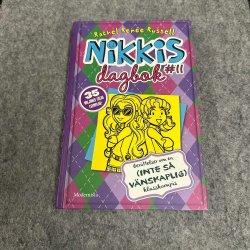 Rachel Renée Russell
NIKKIS
dagbok #11
35
Berättelser om en
(INTE SÅ
VÄNSKAPLIG)
klasskompis
Modernista